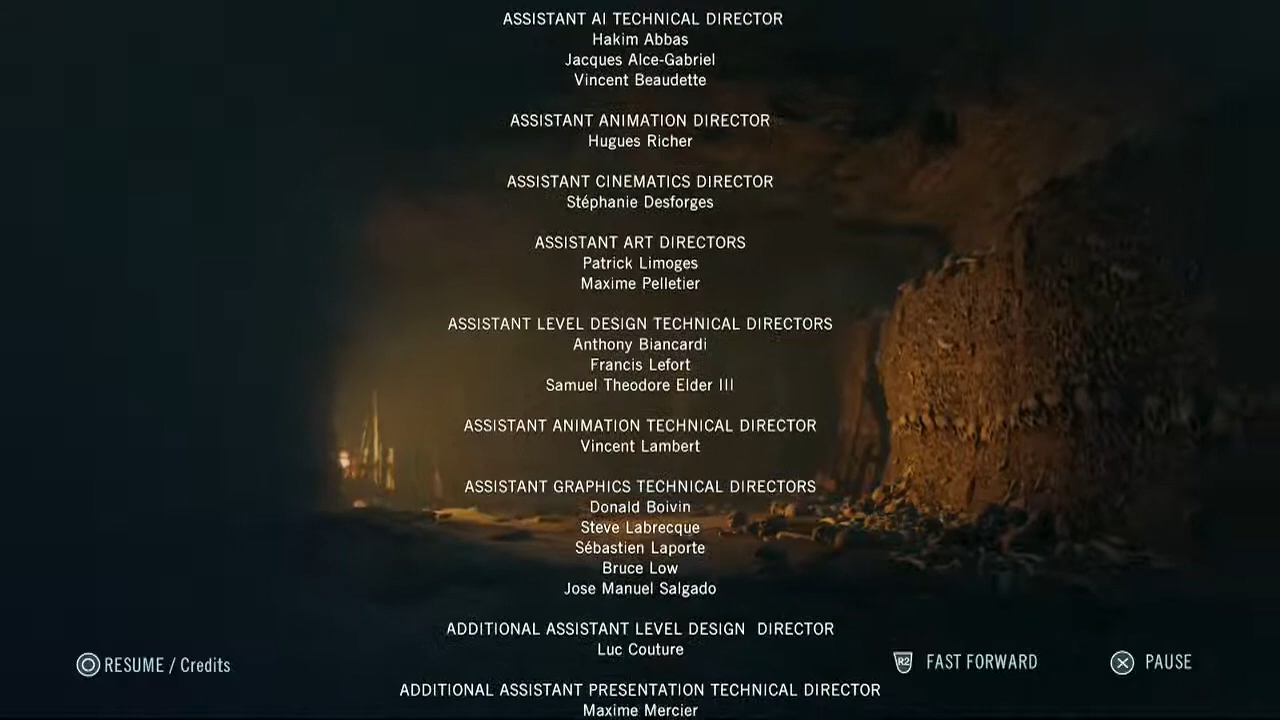 ASSISTANT AI TECHNICAL DIRECTOR
Hakim Abbas
Jacques Alce-Gabriel
Vincent Beaudette
ASSISTANT ANIMATION DIRECTOR
Hugues Richer
ASSISTANT CINEMATICS DIRECTOR
Stéphanie Desforges
ASSISTANT ART DIRECTORS
Patrick Limoges
Maxime Pelletier
ASSISTANT LEVEL DESIGN TECHNICAL DIRECTORS
Anthony Biancardi
Francis Lefort
Samuel Theodore Elder III
ASSISTANT ANIMATION TECHNICAL DIRECTOR
Vincent Lambert
ASSISTANT GRAPHICS TECHNICAL DIRECTORS
Donald Boivin
Steve Labrecque
Sébastien Laporte
Bruce Low
Jose Manuel Salgado
ADDITIONAL ASSISTANT LEVEL DESIGN  DIRECTOR
Luc Couture
RESUME / Credits
R2 FAST FORWARD
PAUSE
ADDITIONAL ASSISTANT PRESENTATION TECHNICAL DIRECTOR
Maxime Mercier